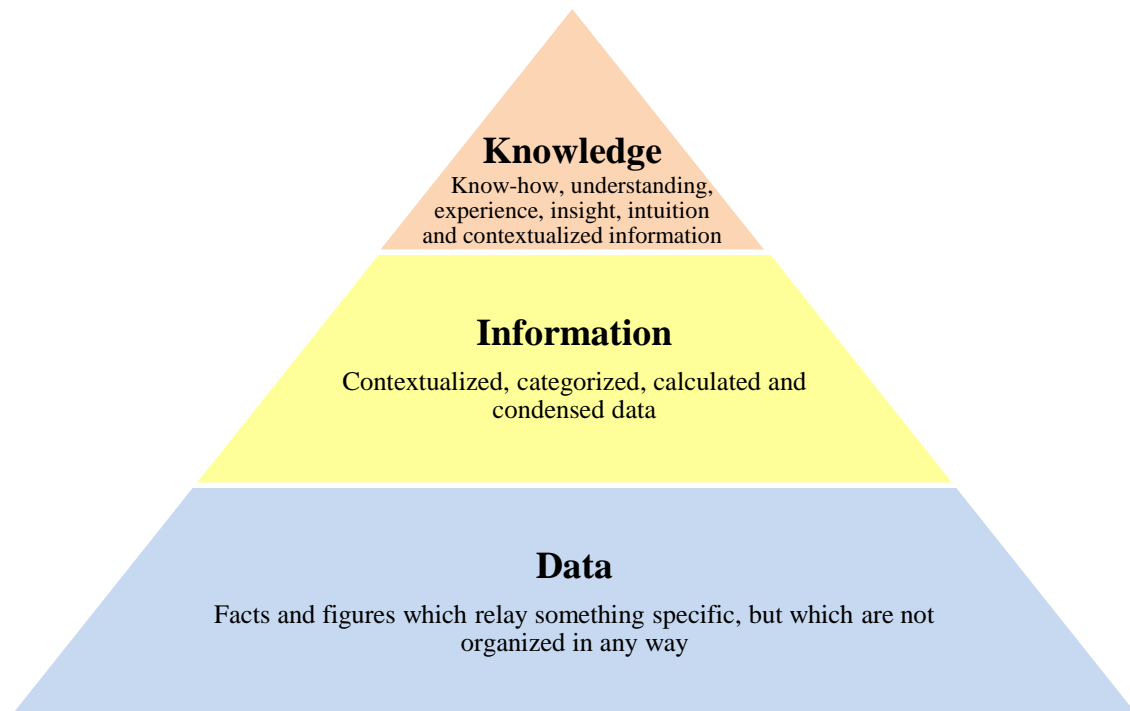 Knowledge
Know-how, understanding,
experience, insight, intuition
and contextualized information
Information
Contextualized, categorized, calculated and
condensed data
Data
Facts and figures which relay something specific, but which are not
organized in any way